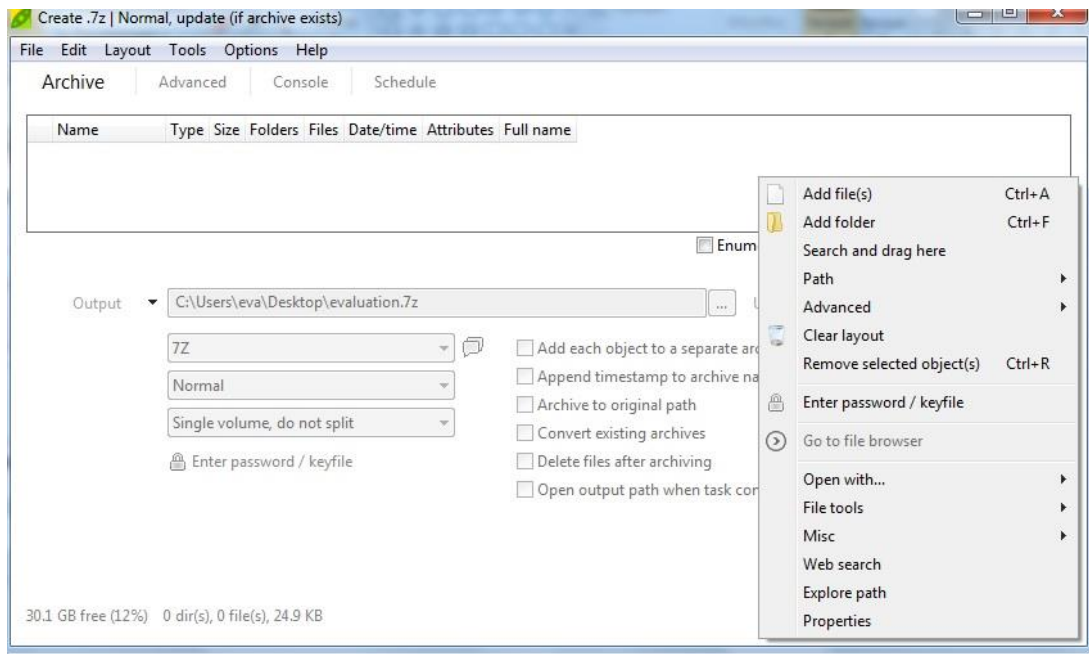 Create .7z | Normal, update (if archive exists)
File Edit Layout Tools Options Help
Archive Advanced Console Schedule
Name Type Size Folders Files Date/time Attributes Full name
Add file(s) Ctrl+A
Add folder Ctrl+F
Search and drag here
Path
Advanced
Clear layout
Remove selected object(s) Ctrl+R
Enter password / keyfile
Go to file browser
Open with...
File tools
Misc
Web search
Explore path
Properties
Enum
Output C:\Users\eva\Desktop\evaluation.7z ...
7Z
Normal
Single volume, do not split
Enter password / keyfile
Add each object to a separate arc
Append timestamp to archive na
Archive to original path
Convert existing archives
Delete files after archiving
Open output path when task con
30.1 GB free (12%) 0 dir(s), 0 file(s), 24.9 KB